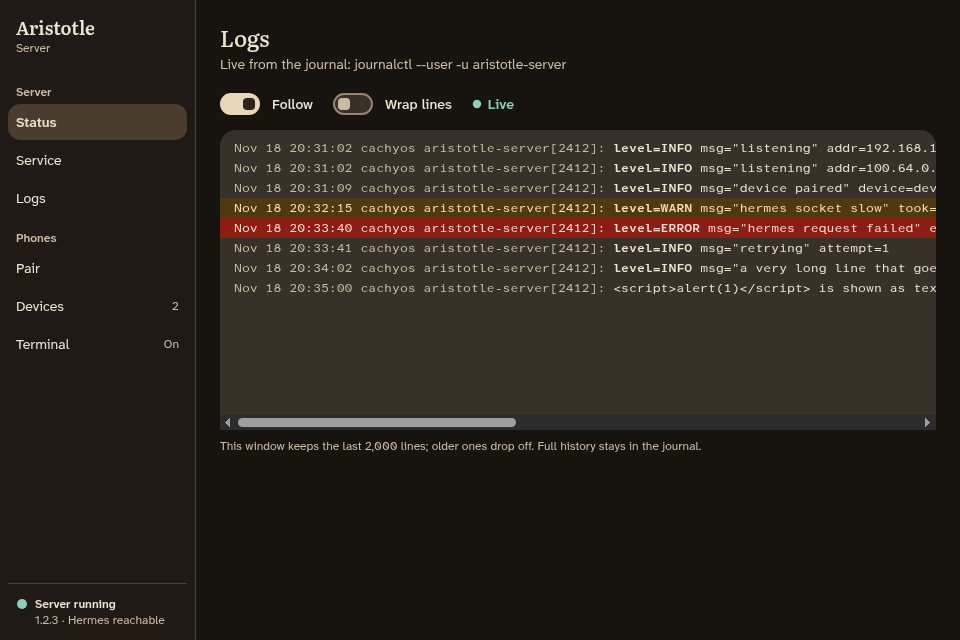 Aristotle
Server
Server
Status
Service
Logs
Phones
Pair
Devices 2
Terminal On
Server running
1.2.3 · Hermes reachable
Logs
Live from the journal: journalctl --user -u aristotle-server
Follow Wrap lines Live
Nov 18 20:31:02 cachyos aristotle-server[2412]: level=INFO msg="listening" addr=192.168.1
Nov 18 20:31:02 cachyos aristotle-server[2412]: level=INFO msg="listening" addr=100.64.0.
Nov 18 20:31:09 cachyos aristotle-server[2412]: level=INFO msg="device paired" device=dev
Nov 18 20:32:15 cachyos aristotle-server[2412]: level=WARN msg="hermes socket slow" took=
Nov 18 20:33:40 cachyos aristotle-server[2412]: level=ERROR msg="hermes request failed" e
Nov 18 20:33:41 cachyos aristotle-server[2412]: level=INFO msg="retrying" attempt=1
Nov 18 20:34:02 cachyos aristotle-server[2412]: level=INFO msg="a very long line that goe
Nov 18 20:35:00 cachyos aristotle-server[2412]: <script>alert(1)</script> is shown as tex
This window keeps the last 2,000 lines; older ones drop off. Full history stays in the journal.